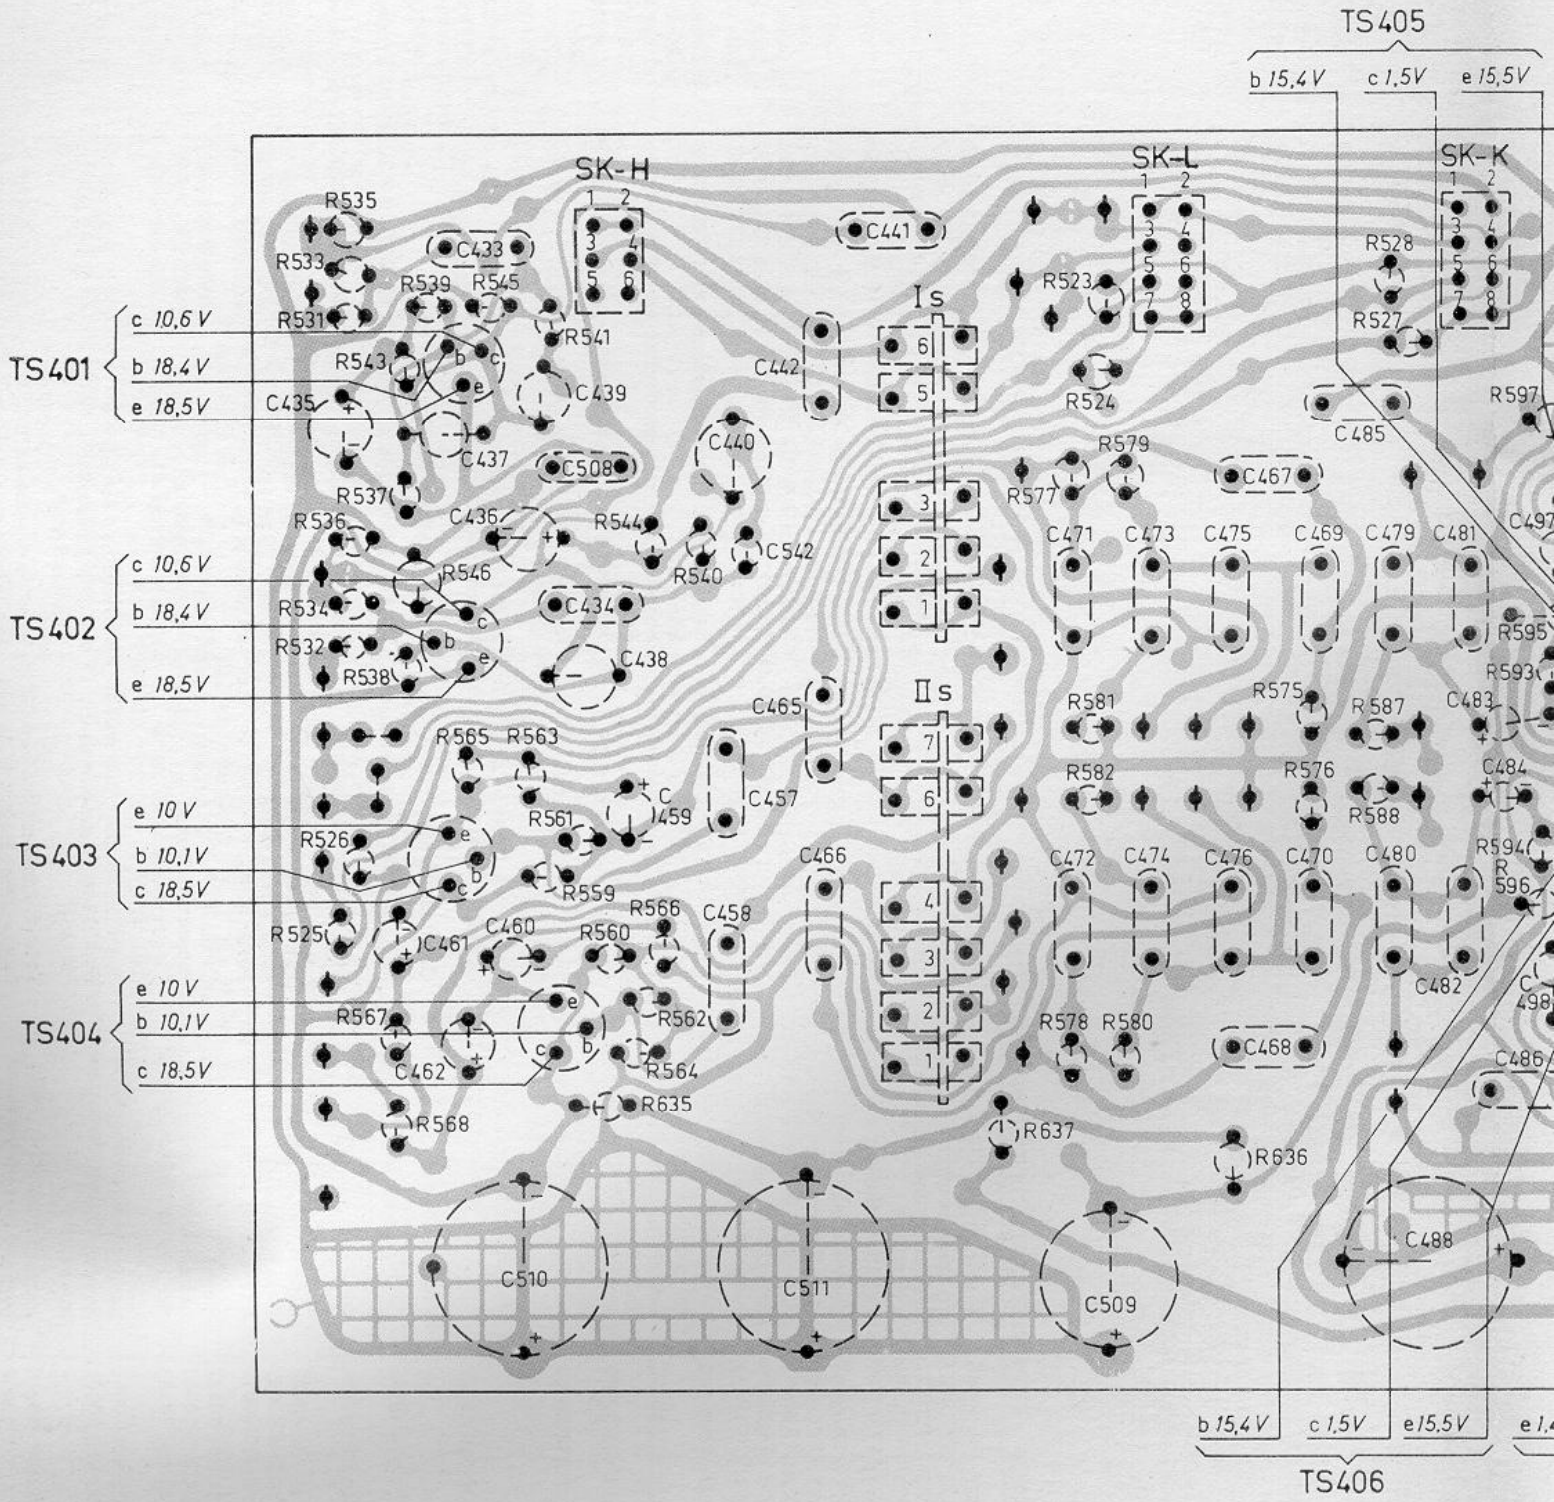 TS405
b 15,4V c 1,5V e 15,5V
SK-H SK-L SK-K
1 2 1 2 1 2
R535
C433 3 4 C441 3 4 R528 3 4
R533 R539 R545 5 6 R523 5 6 5 6
Is 7 8 7 8
R531 R541 6 R527
TS401
c 10,6 V
b 18,4V
e 18,5V
R543 b c e C442 5 R524 R597
C435 + - C439 C485
C437 C440 R579
C508 R577 C467
R537 3
R536 C436 - + R544 C471 C473 C475 C469 C479 C481 C497
R546 R540 C542 2
TS402
c 10,6 V
b 18,4V
e 18,5V
R534 c C434 1
R532 b R595
R538 e C438 R593
IIs R575
C465 R581 R587 C483 +
R565 R563 7
C457 + C 459 - 6 R582 R576 R588 + C484 -
TS403
e 10 V
b 10,1V
c 18,5V
R526 e b c R561 R594
R559 C466 C472 C474 C476 C470 C480 R 596
R525 C461 + C460 + R560 R566 C458 4
3 C482 C 498
TS404
e 10 V
b 10,1V
c 18,5V
R567 - e b c R562 2
C462 + R564 1 R578 R580 C468 C486
R568 R635 R637 R636
- - -
C510 C511 C509 - C488 +
+ + +
b 15,4V c 1,5V e15,5V
TS406